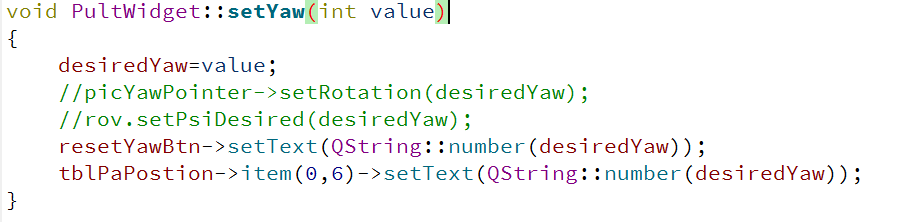 void PultWidget::setYaw(int value)
{
    desiredYaw=value;
    //picYawPointer->setRotation(desiredYaw);
    //rov.setPsiDesired(desiredYaw);
    resetYawBtn->setText(QString::number(desiredYaw));
    tblPaPostion->item(0,6)->setText(QString::number(desiredYaw));
}